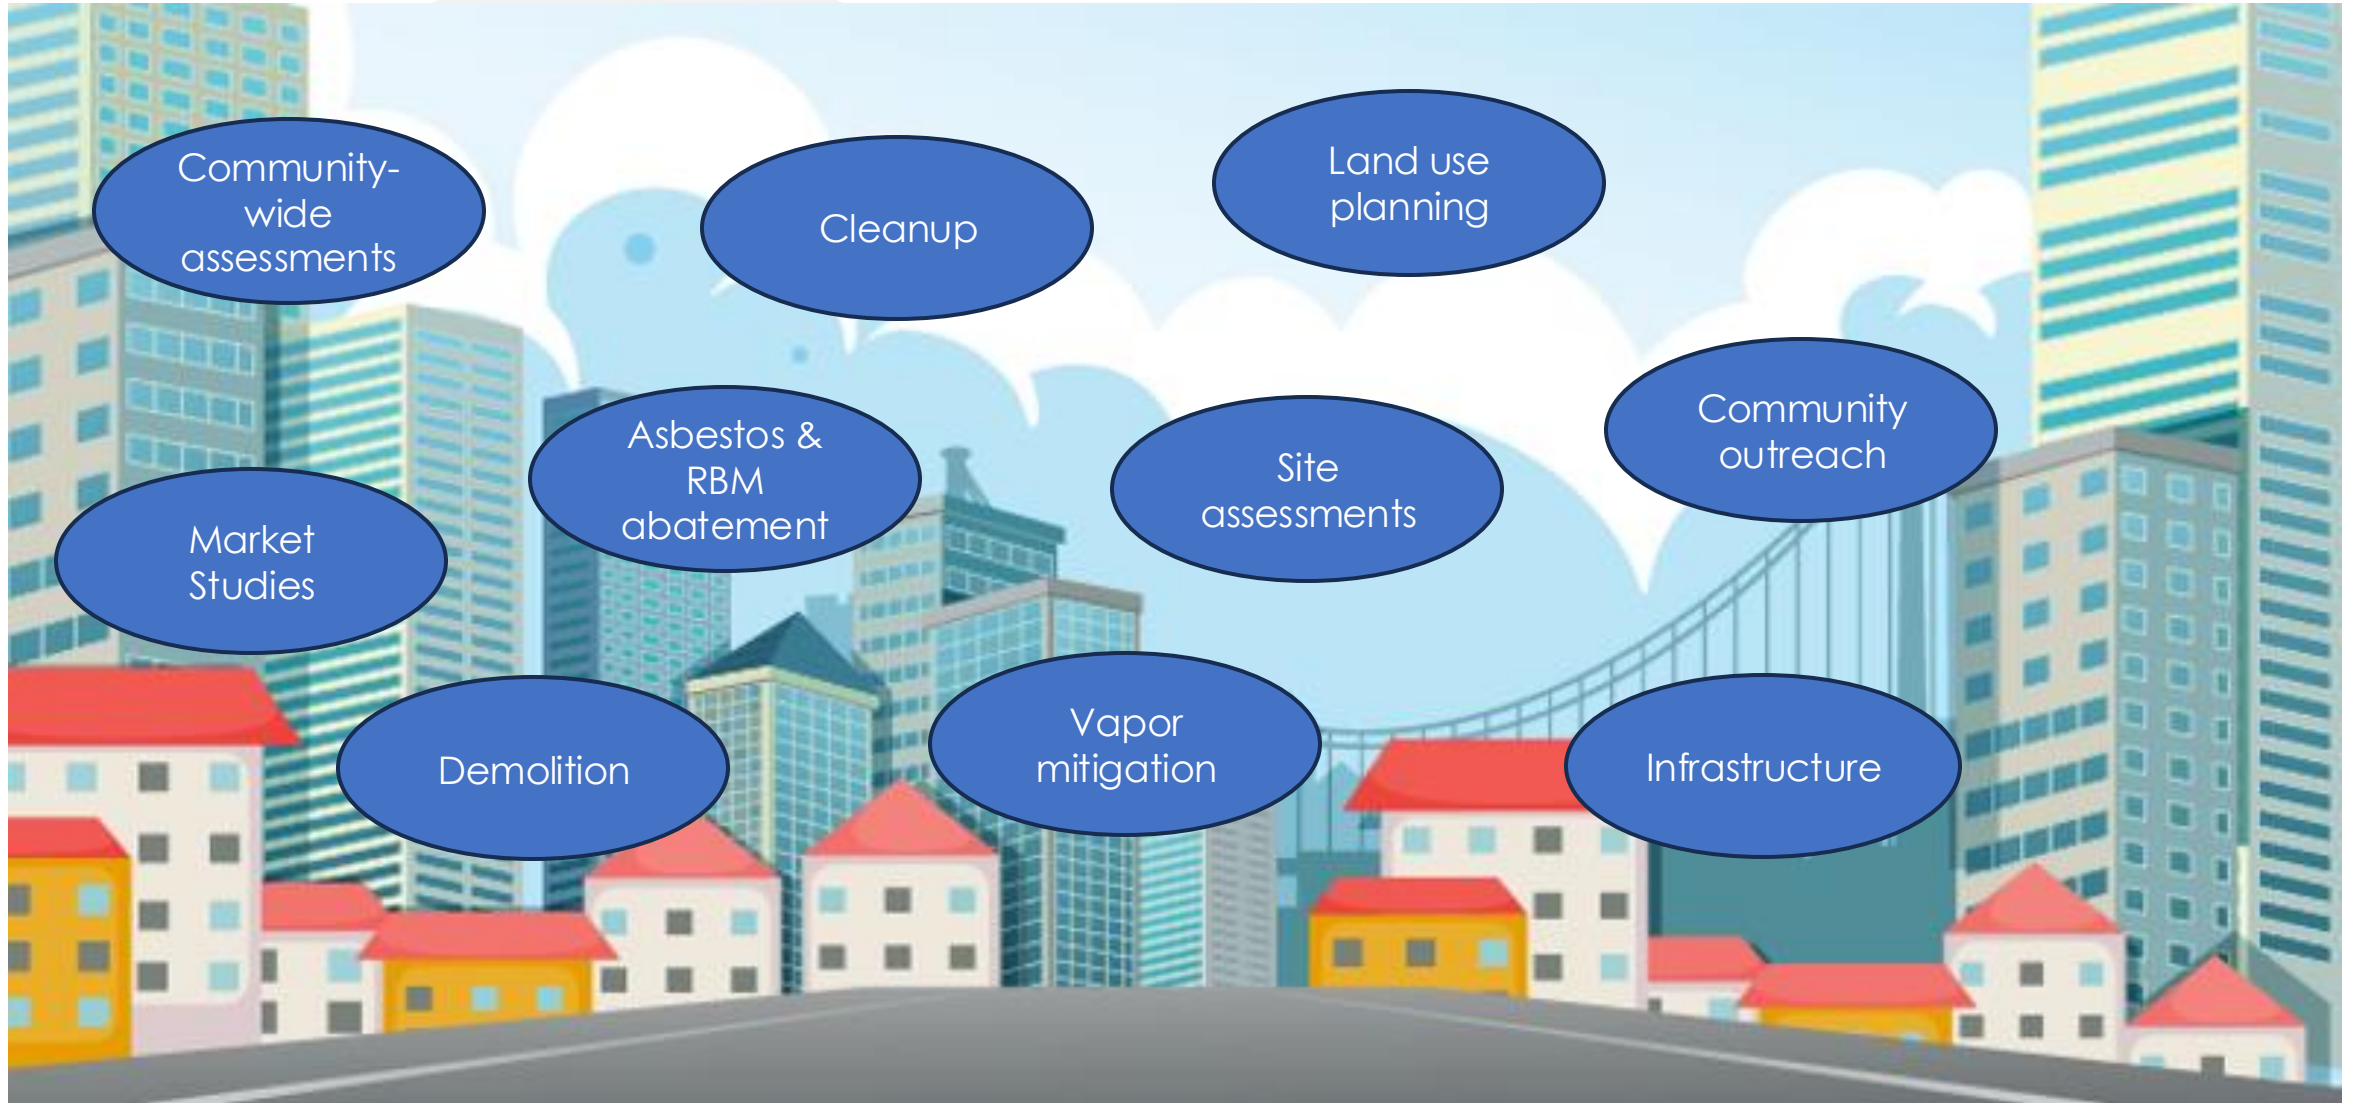 Community-
wide
assessments
Cleanup
Land use
planning
Community
outreach
Asbestos &
RBM
abatement
Site
assessments
Market
Studies
Demolition
Vapor
mitigation
Infrastructure